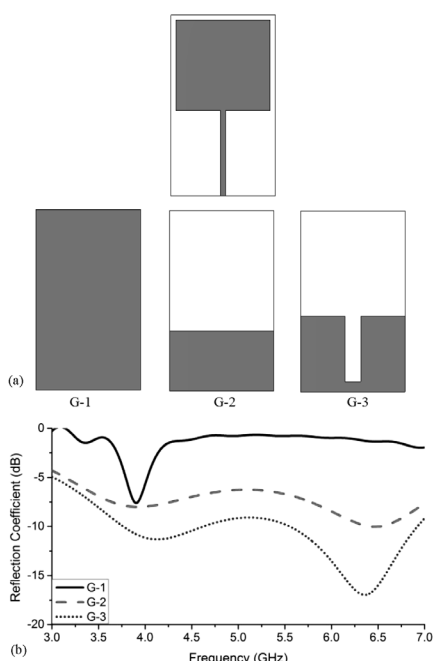 (a)
G-1
G-2
G-3
0
-5
-10
-15
-20
Reflection Coefficient (dB)
G-1
G-2
G-3
3.0
3.5
4.0
4.5
5.0
5.5
6.0
6.5
7.0
(b)
Frequency (GHz)